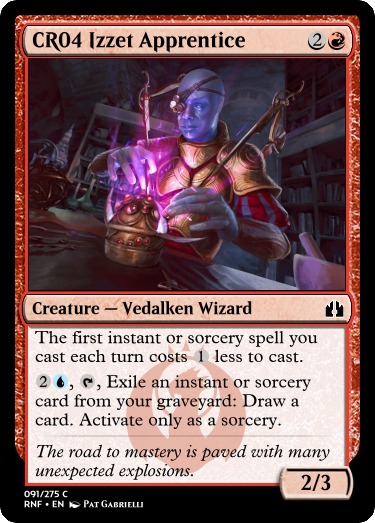 CR04 Izzet Apprentice 2
Creature — Vedalken Wizard
The first instant or sorcery spell you
cast each turn costs 1 less to cast.
2, , Exile an instant or sorcery
card from your graveyard: Draw a
card. Activate only as a sorcery.
The road to mastery is paved with many
unexpected explosions.
2/3
091/275 C
RNF • EN Pat Gabrielli